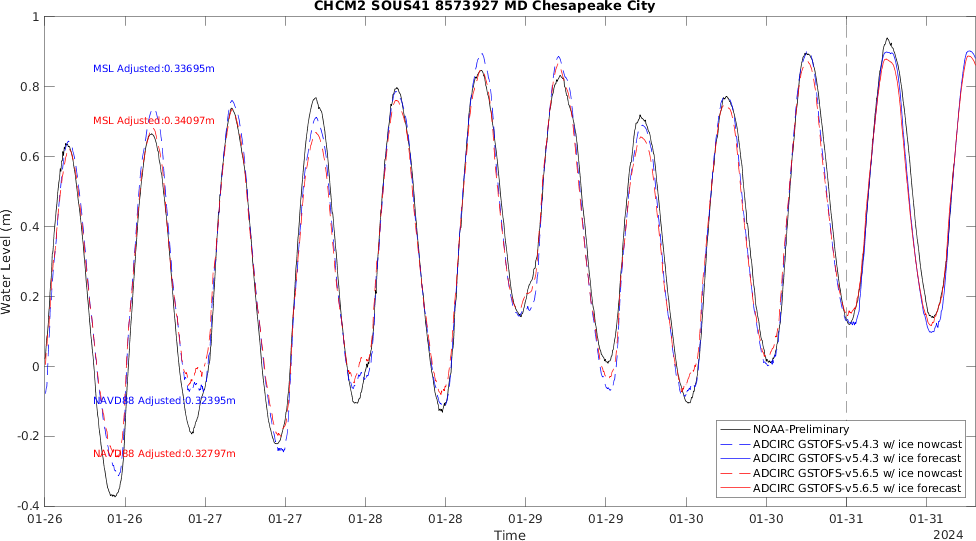 CHCM2 SOUS41 8573927 MD Chesapeake City
1
0.8
0.6
0.4
0.2
0
-0.2
-0.4
Water Level (m)
MSL Adjusted:0.33695m
MSL Adjusted:0.34097m
NAVD88 Adjusted:0.32395m
NAVD88 Adjusted:0.32797m
NOAA-Preliminary
ADCIRC GSTOFS-v5.4.3 w/ ice nowcast
ADCIRC GSTOFS-v5.4.3 w/ ice forecast
ADCIRC GSTOFS-v5.6.5 w/ ice nowcast
ADCIRC GSTOFS-v5.6.5 w/ ice forecast
01-26 01-26 01-27 01-27 01-28 01-28 01-29 01-29 01-30 01-30 01-31 01-31
2024
Time